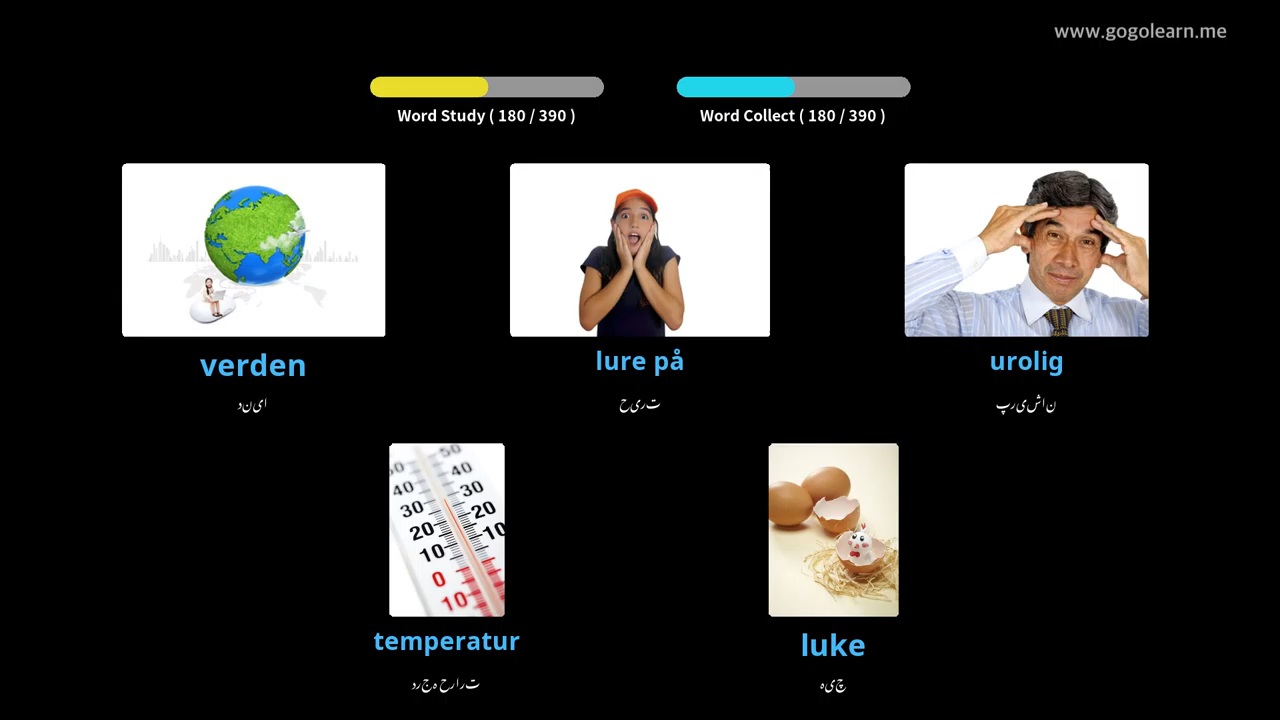 www.gogolearn.me
Word Study ( 180 / 390 )
Word Collect ( 180 / 390 )
verden
lure på
urolig
دنیا
حیرت
پریشان
temperatur
luke
درجہ حرارت
ہیچ